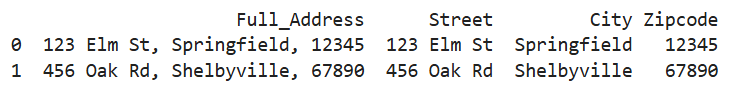 Full_Address Street City Zipcode
0 123 Elm St, Springfield, 12345 123 Elm St Springfield 12345
1 456 Oak Rd, Shelbyville, 67890 456 Oak Rd Shelbyville 67890